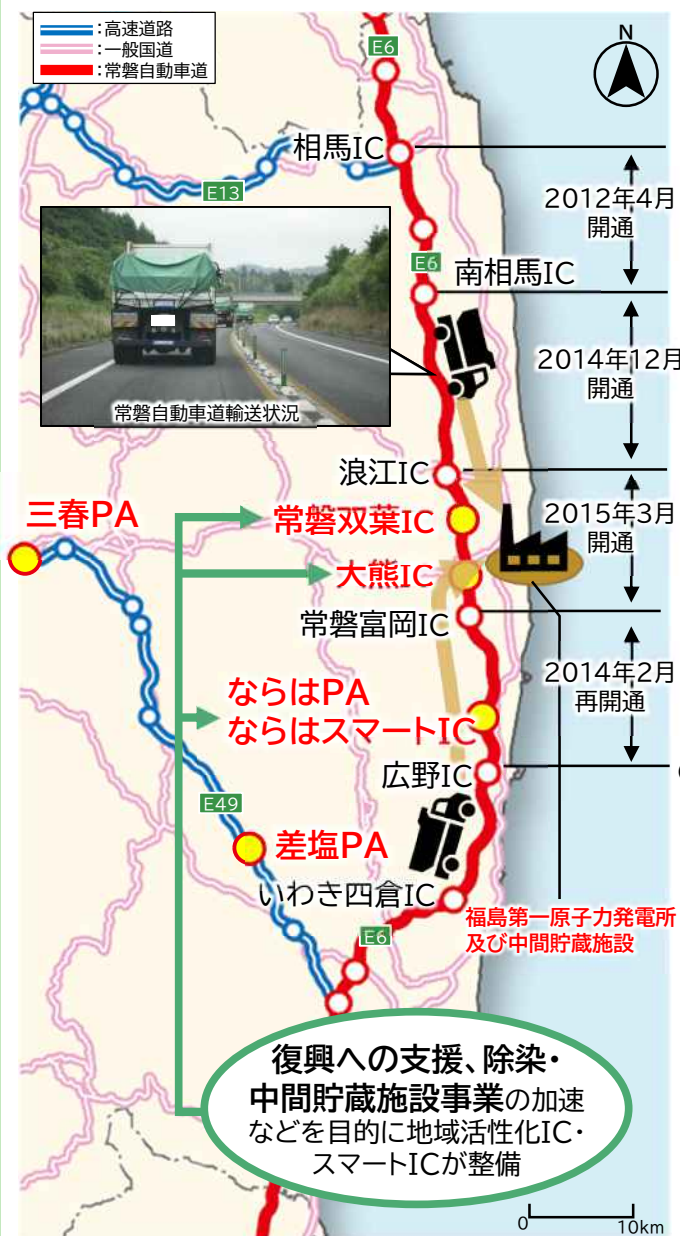 ：高速道路
：一般国道
：常磐自動車道
E6
N
相馬IC
E13
2012年4月
開通
E6
南相馬IC
2014年12月
開通
常磐自動車道輸送状況
浪江IC
三春PA
常磐双葉IC
2015年3月
開通
大熊IC
常磐富岡IC
ならはPA
ならはスマートIC
2014年2月
再開通
広野IC
E49
差塩PA
いわき四倉IC
福島第一原子力発電所
及び中間貯蔵施設
E6
復興への支援、除染・
中間貯蔵施設事業の加速
などを目的に地域活性化IC・
スマートICが整備
0 10km